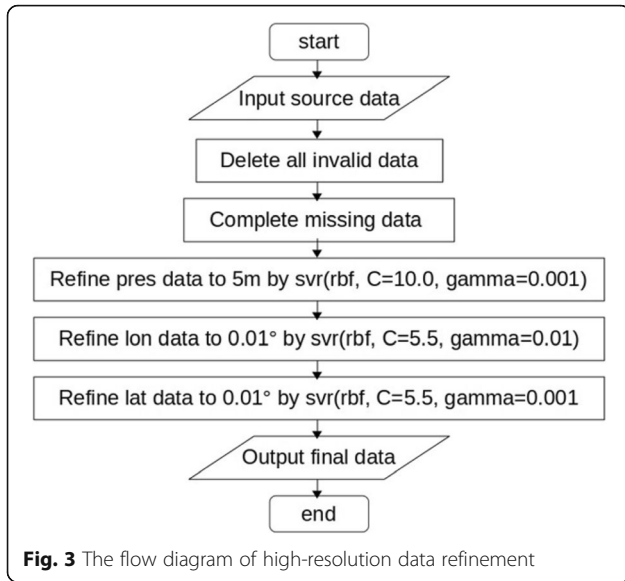 start
Input source data
Delete all invalid data
Complete missing data
Refine pres data to 5m by svr(rbf, C=10.0, gamma=0.001)
Refine lon data to 0.01° by svr(rbf, C=5.5, gamma=0.01)
Refine lat data to 0.01° by svr(rbf, C=5.5, gamma=0.001
Output final data
end
Fig. 3 The flow diagram of high-resolution data refinement